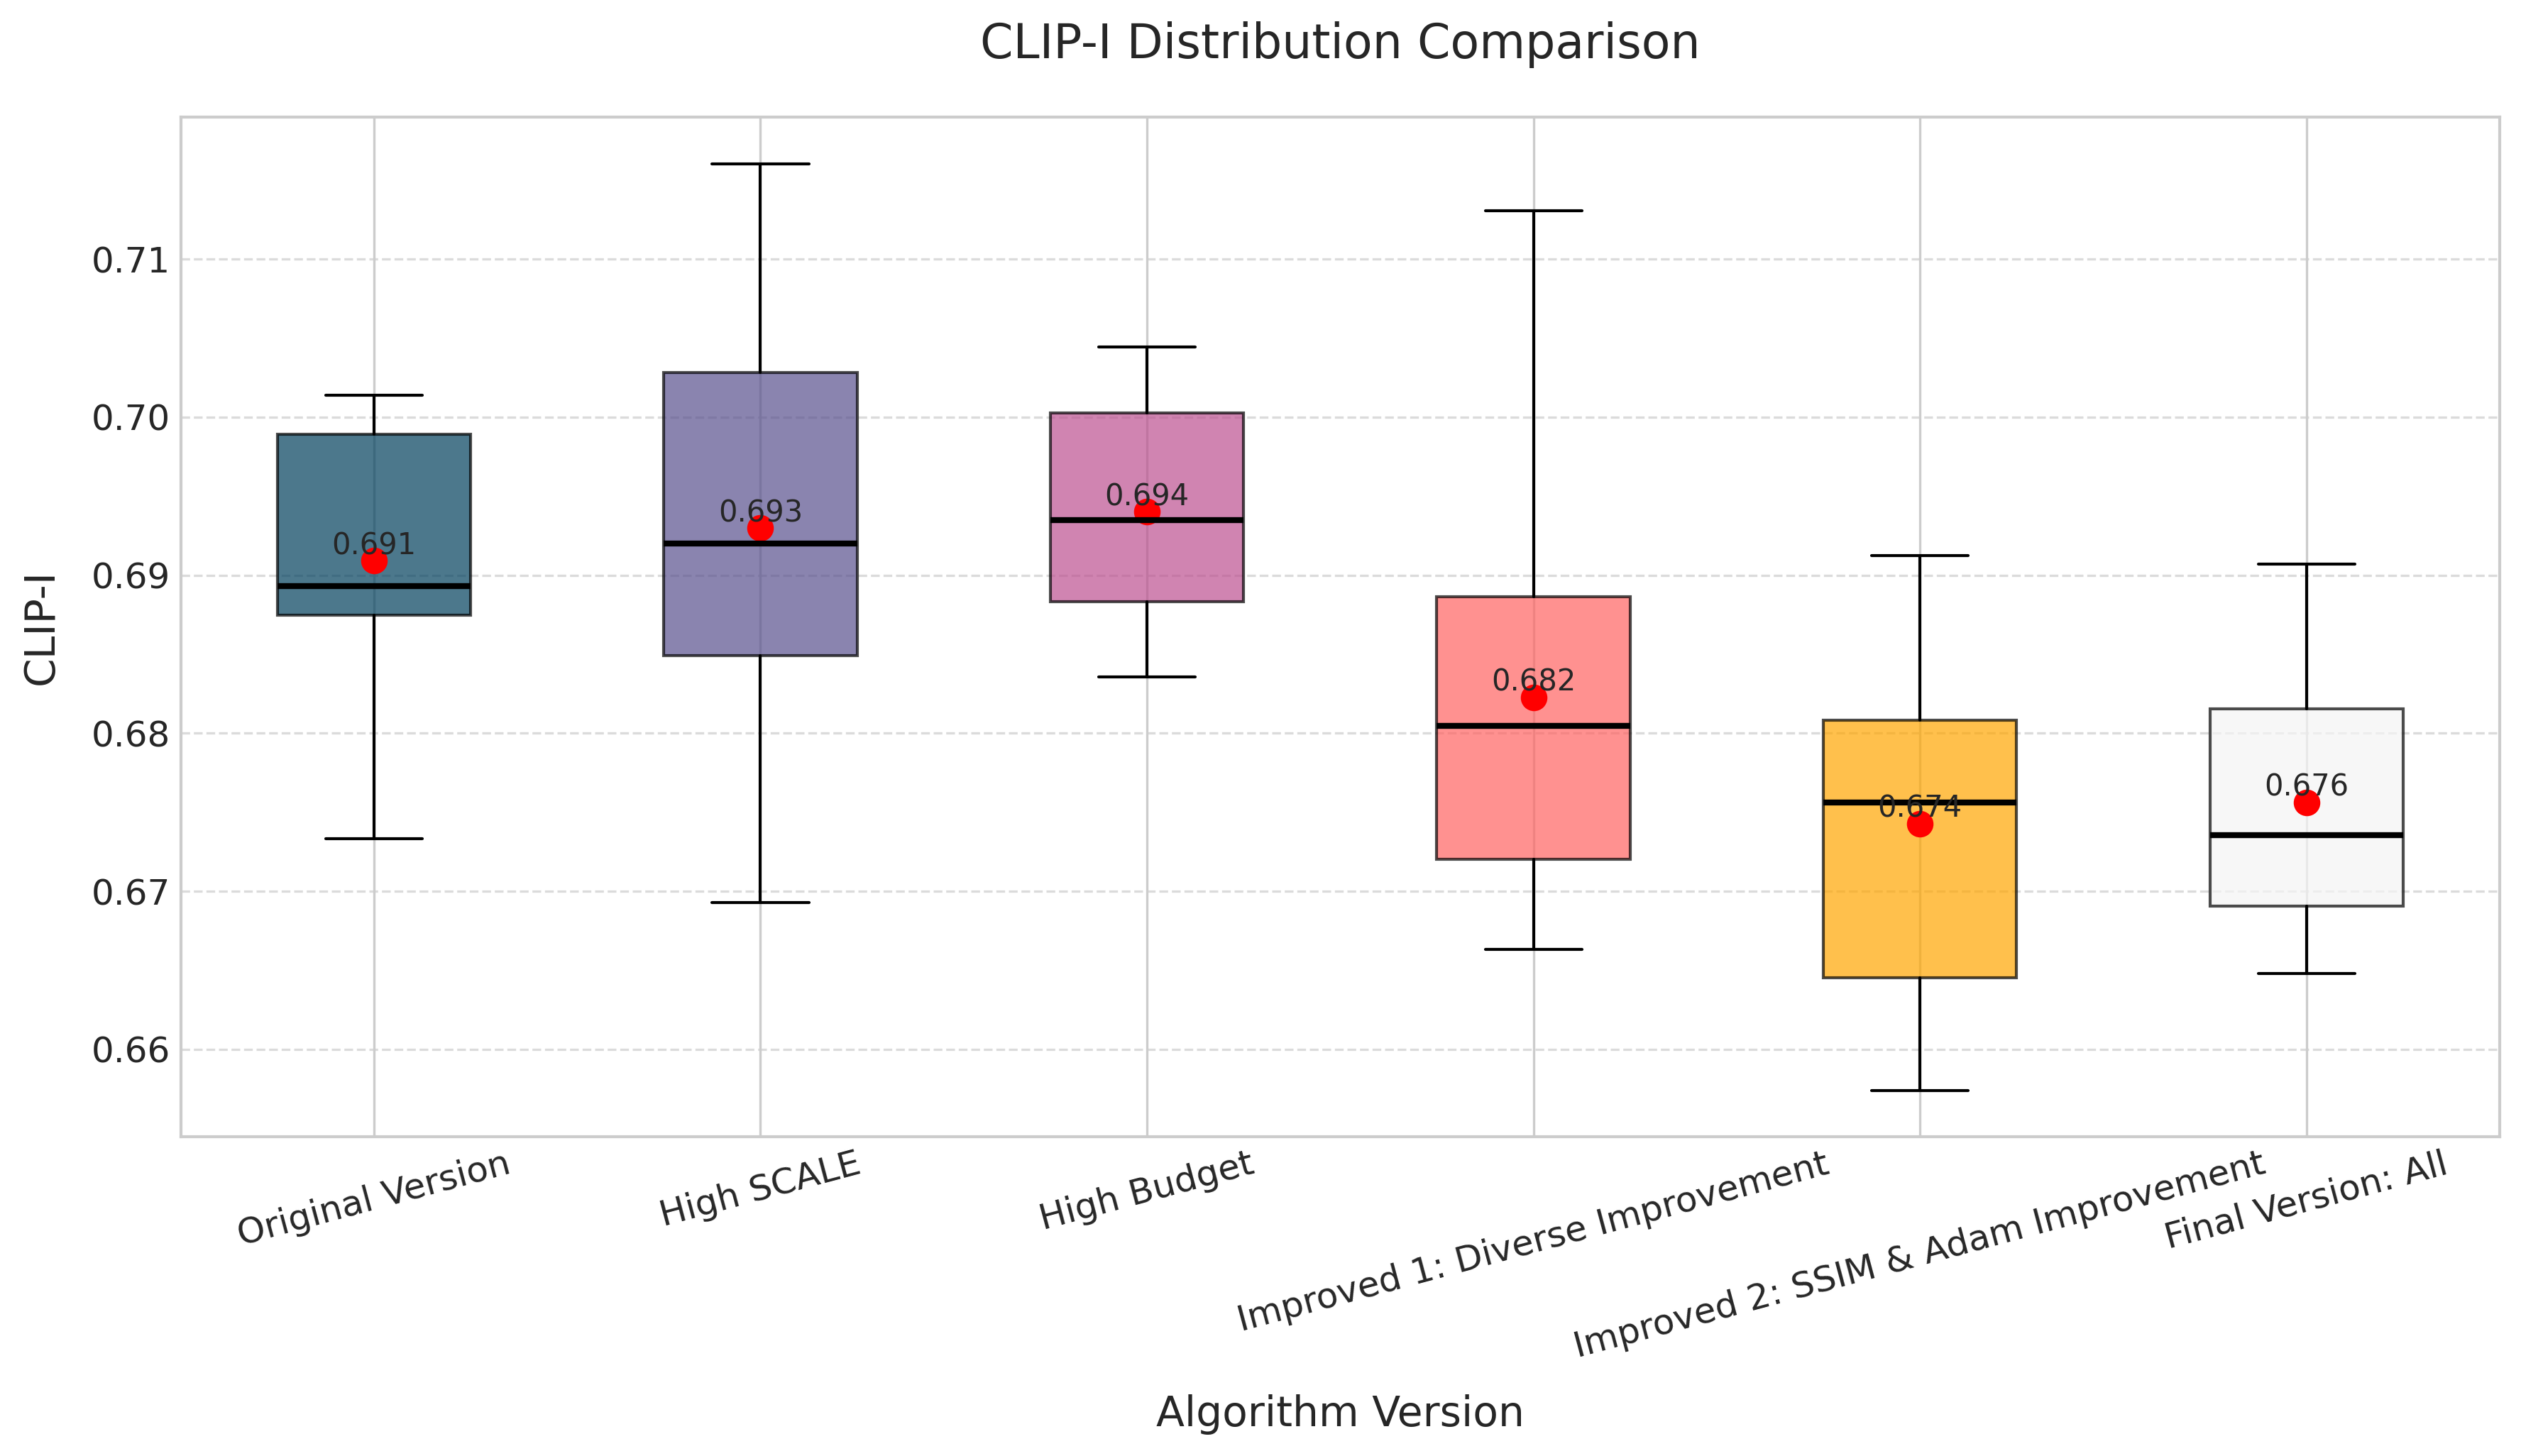 CLIP-I Distribution Comparison
CLIP-I
0.71
0.70
0.69
0.68
0.67
0.66
0.691
0.693
0.694
0.682
0.674
0.676
Original Version
High SCALE
High Budget
Improved 1: Diverse Improvement
Improved 2: SSIM & Adam Improvement
Final Version: All
Algorithm Version